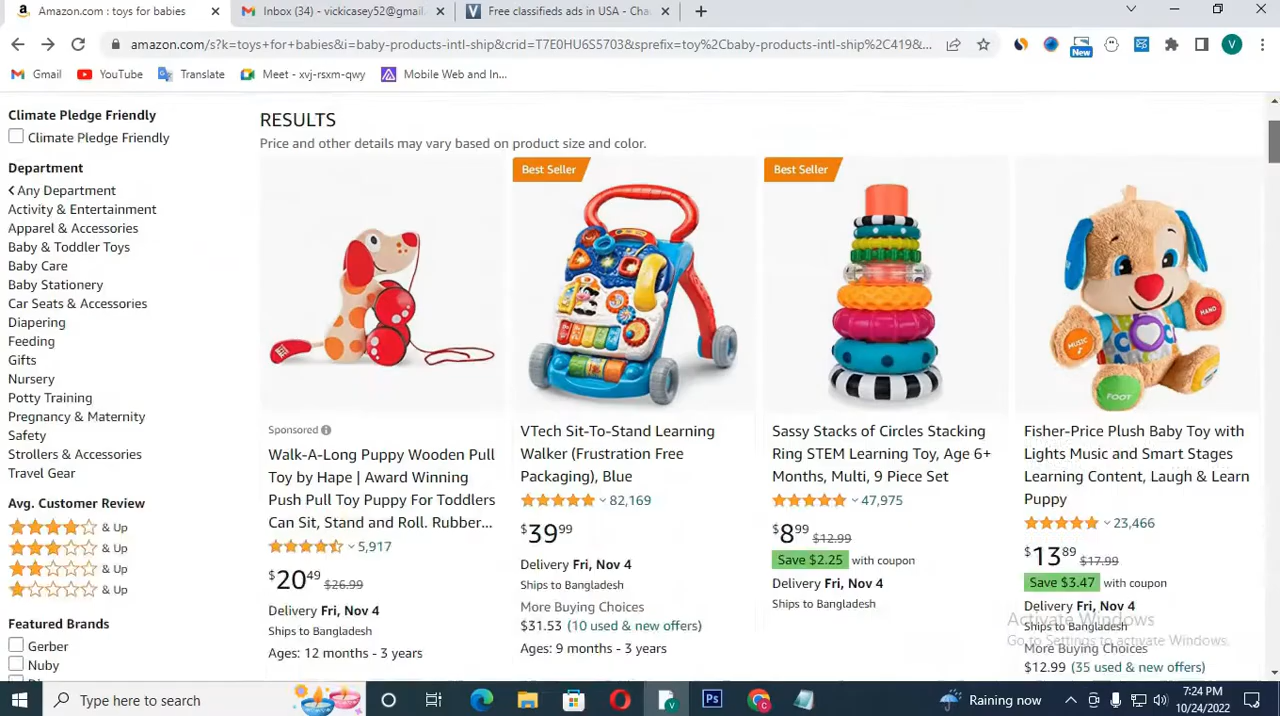 Amazon.com : toys for babies
Inbox (34) - vickicasey52@gmail.
Free classifieds ads in USA - Cha
amazon.com/s?k=toys+for+babies&i=baby-products-intl-ship&crid=T7E0HU6S5703&sprefix=toy%2Cbaby-products-intl-ship%2C419&...
New
V
Gmail
YouTube
Translate
Meet - xvj-rsxm-qwy
Mobile Web and In...
Climate Pledge Friendly
Climate Pledge Friendly
Department
Any Department
Activity & Entertainment
Apparel & Accessories
Baby & Toddler Toys
Baby Care
Baby Stationery
Car Seats & Accessories
Diapering
Feeding
Gifts
Nursery
Potty Training
Pregnancy & Maternity
Safety
Strollers & Accessories
Travel Gear
Avg. Customer Review
& Up
& Up
& Up
& Up
Featured Brands
Gerber
Nuby
RESULTS
Price and other details may vary based on product size and color.
Sponsored
Walk-A-Long Puppy Wooden Pull
Toy by Hape | Award Winning
Push Pull Toy Puppy For Toddlers
Can Sit, Stand and Roll. Rubber...
5,917
$20.49 $26.99
Delivery Fri, Nov 4
Ships to Bangladesh
Ages: 12 months - 3 years
Best Seller
VTech Sit-To-Stand Learning
Walker (Frustration Free
Packaging), Blue
82,169
$39.99
Delivery Fri, Nov 4
Ships to Bangladesh
More Buying Choices
$31.53 (10 used & new offers)
Ages: 9 months - 3 years
Best Seller
Sassy Stacks of Circles Stacking
Ring STEM Learning Toy, Age 6+
Months, Multi, 9 Piece Set
47,975
$8.99 $12.99
Save $2.25 with coupon
Delivery Fri, Nov 4
Ships to Bangladesh
MUSIC
HAND
FOOT
Fisher-Price Plush Baby Toy with
Lights Music and Smart Stages
Learning Content, Laugh & Learn
Puppy
23,466
$13.89 $17.99
Save $3.47 with coupon
Delivery Fri, Nov 4
Ships to Bangladesh
More Buying Choices
$12.99 (35 used & new offers)
Activate Windows
Go to Settings to activate Windows.
Type here to search
Raining now
7:24 PM
10/24/2022